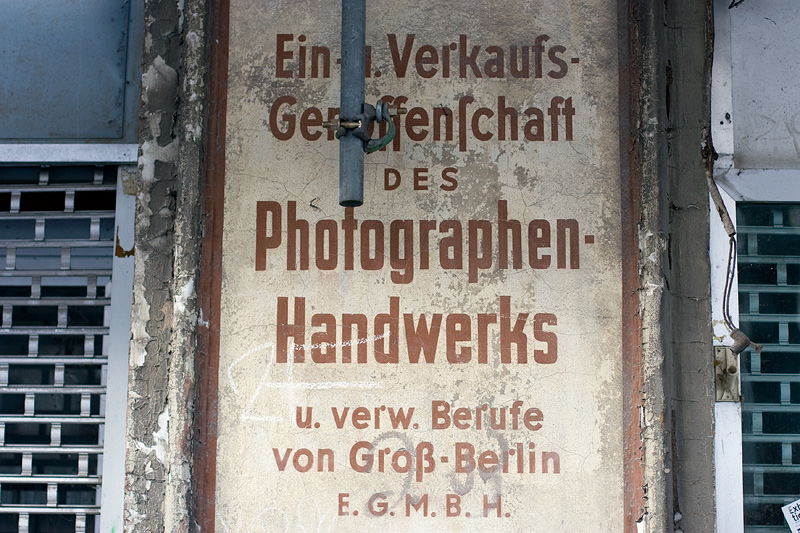 Ein- u. Verkaufs-
Genoſſenſchaft
DES
Photographen-
Handwerks
u. verw. Berufe
von Groß-Berlin
E. G. M. B. H.